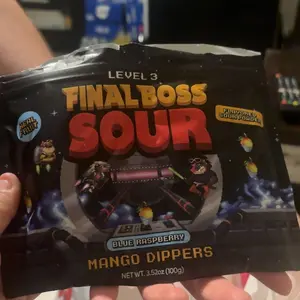 LEVEL 3
FINAL BOSS
SOUR
BLUE RASPBERRY
MANGO DIPPERS
NET WT. 3.52oz (100g)